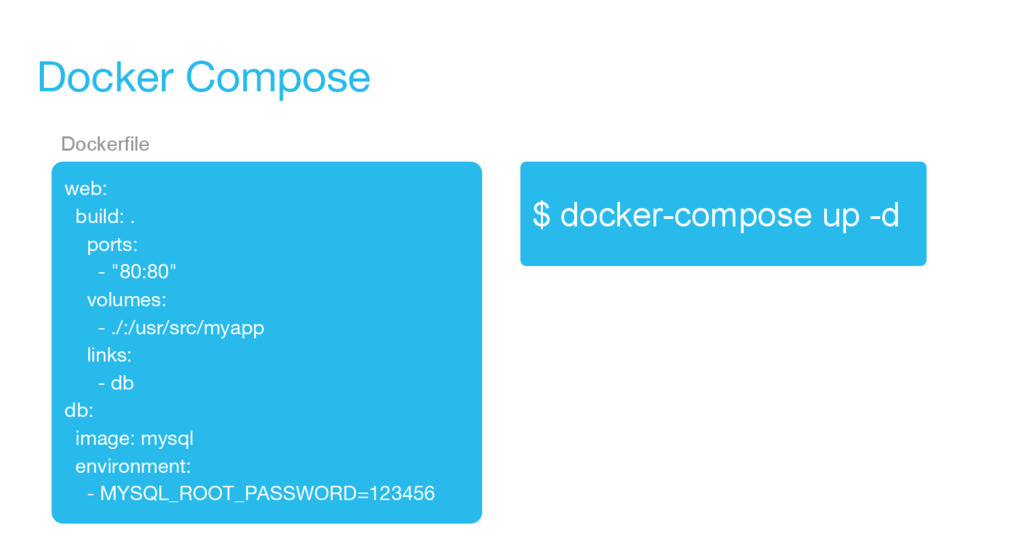 Docker Compose
Dockerfile
web:
  build: .
    ports:
      - "80:80"
    volumes:
      - ./:/usr/src/myapp
    links:
      - db
db:
  image: mysql
  environment:
    - MYSQL_ROOT_PASSWORD=123456
$ docker-compose up -d